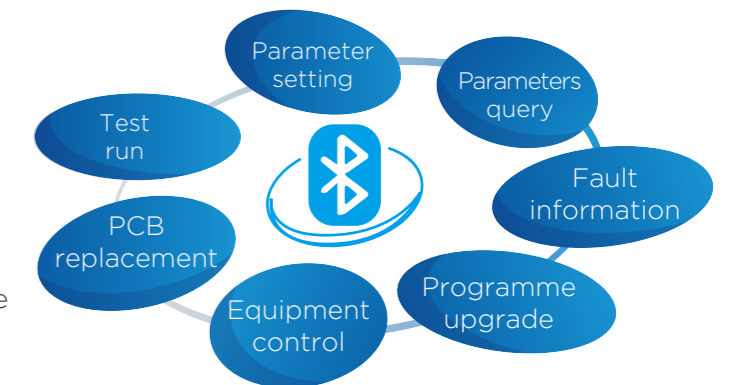 Parameter
setting
Parameters
query
Test
run
Fault
information
PCB
replacement
Programme
upgrade
Equipment
control
e